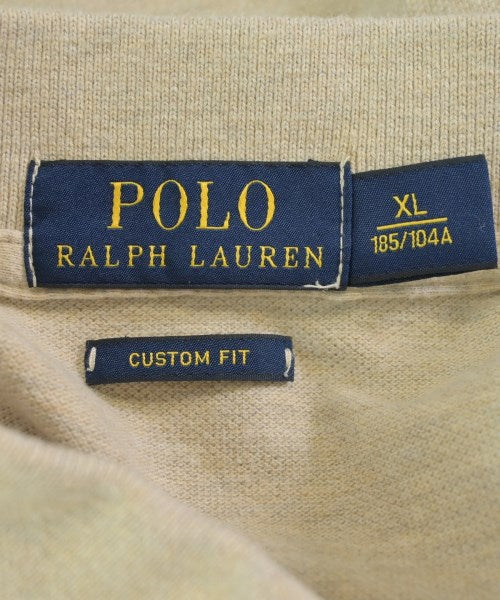 POLO
RALPH LAUREN
XL
185/104A
CUSTOM FIT